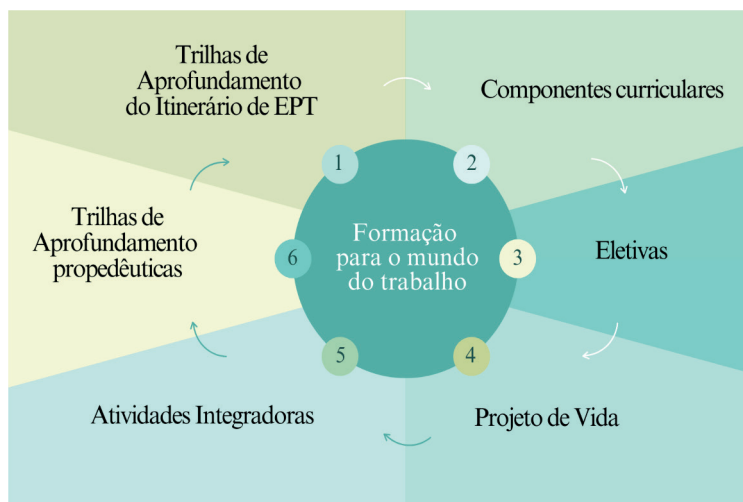 Trilhas de
Aprofundamento
do Itinerário de EPT
Componentes curriculares
1
2
Formação
para o mundo
do trabalho
Trilhas de
Aprofundamento
propedêuticas
6
3
Eletivas
5
4
Atividades Integradoras
Projeto de Vida